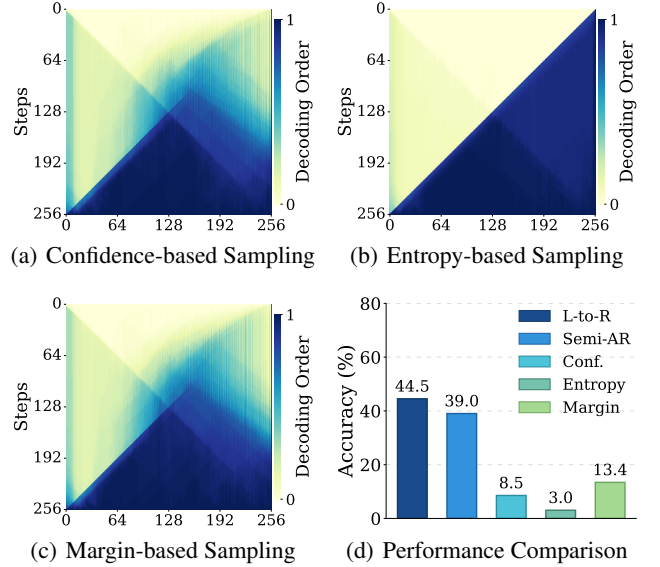 0
64
128
192
256
Steps
0 64 128 192 256
1
0
Decoding Order
(a) Confidence-based Sampling
0
64
128
192
256
Steps
0 64 128 192 256
1
0
Decoding Order
(b) Entropy-based Sampling
0
64
128
192
256
Steps
0 64 128 192 256
1
0
Decoding Order
(c) Margin-based Sampling
80
60
40
20
0
Accuracy (%)
44.5
39.0
8.5
3.0
13.4
L-to-R
Semi-AR
Conf.
Entropy
Margin
(d) Performance Comparison